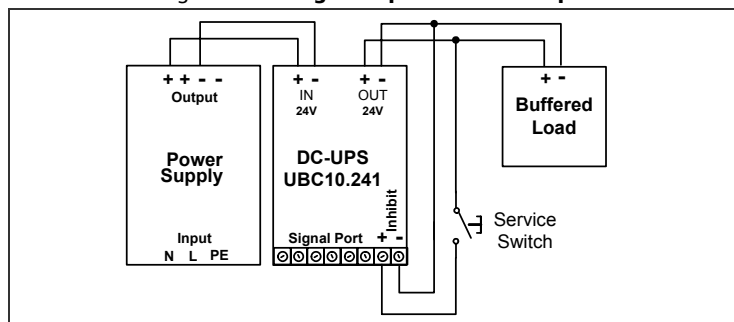 + + - -
Output
Power
Supply
Input
N L PE
+ -
IN
24V
+ -
OUT
24V
DC-UPS
UBC10.241
Inhibit
Signal Port + -
+ -
Buffered
Load
Service
Switch